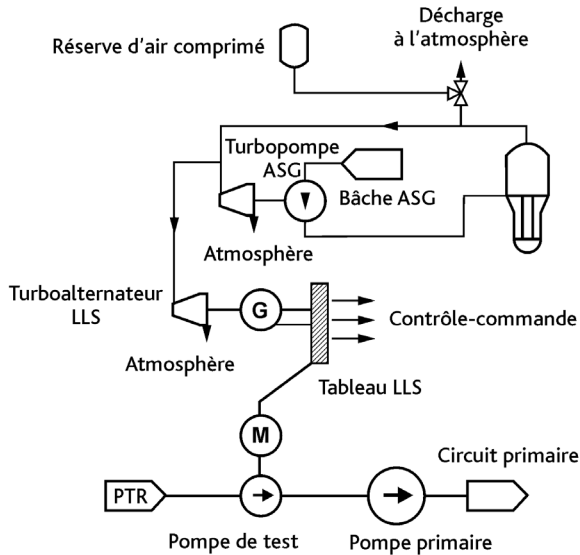 Décharge
à l'atmosphère
Réserve d'air comprimé
Turbopompe
ASG
Bâche ASG
Atmosphère
Turboalternateur
LLS
G
Contrôle-commande
Atmosphère
Tableau LLS
M
Circuit primaire
PTR
Pompe de test
Pompe primaire